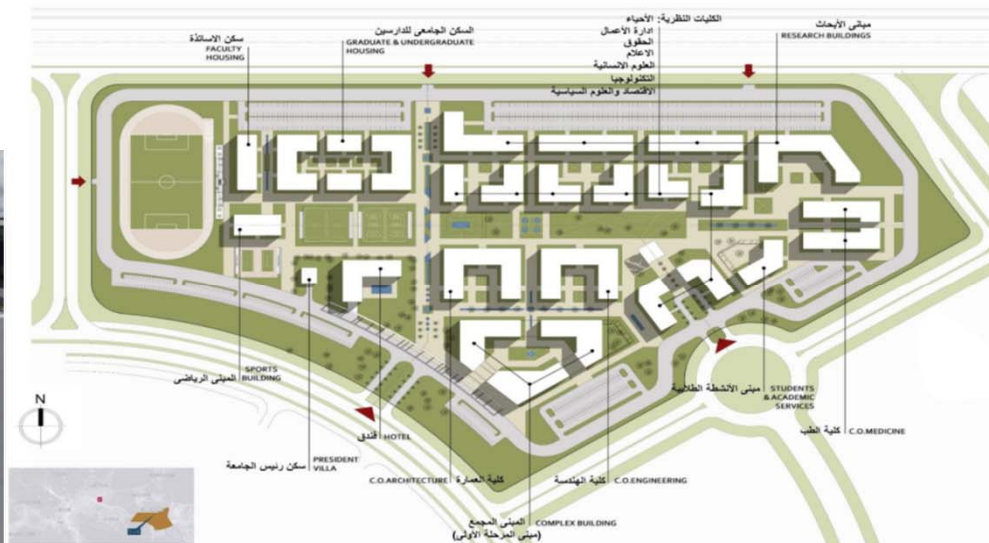 سكن الاساتذة
FACULTY
HOUSING
السكن الجامعى للدارسين
GRADUATE & UNDERGRADUATE
HOUSING
الكليات النظرية: الأحياء
ادارة الأعمال
الحقوق
الاعلام
العلوم الانسانية
التكنولوجيا
الاقتصاد والعلوم السياسية
مبانى الأبحاث
RESEARCH BUILDINGS
المبنى الرياضى
SPORTS
BUILDING
N
سكن رئيس الجامعة
PRESIDENT
VILLA
فندق HOTEL
C.O.ARCHITECTURE كلية العمارة
المبنى المجمع
(مبنى المرحلة الأولى)
COMPLEX BUILDING
كلية الهندسة C.O.ENGINEERING
مبنى الأنشطة الطلابية
STUDENTS
& ACADEMIC
SERVICES
كلية الطب C.O.MEDICINE